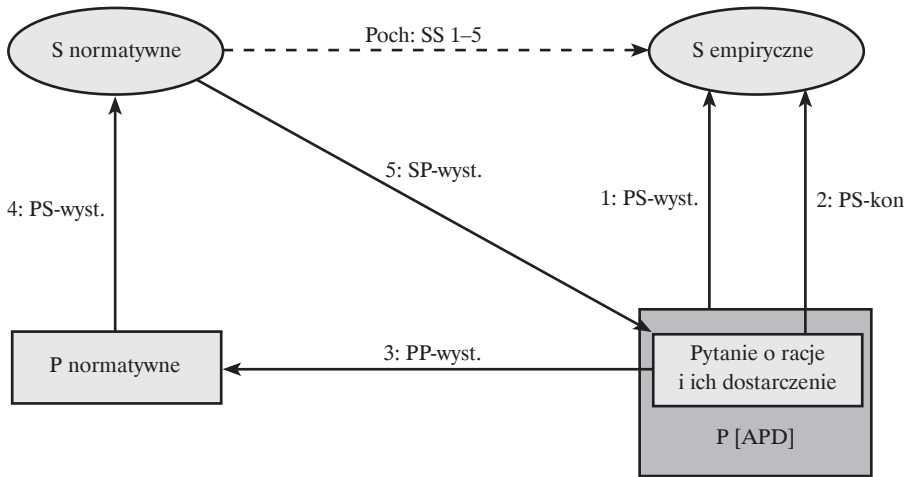 S normatywne
Poch: SS 1–5
S empiryczne
5: SP-wyst.
4: PS-wyst.
1: PS-wyst.
2: PS-kon
P normatywne
3: PP-wyst.
Pytanie o racje
i ich dostarczenie
P [APD]